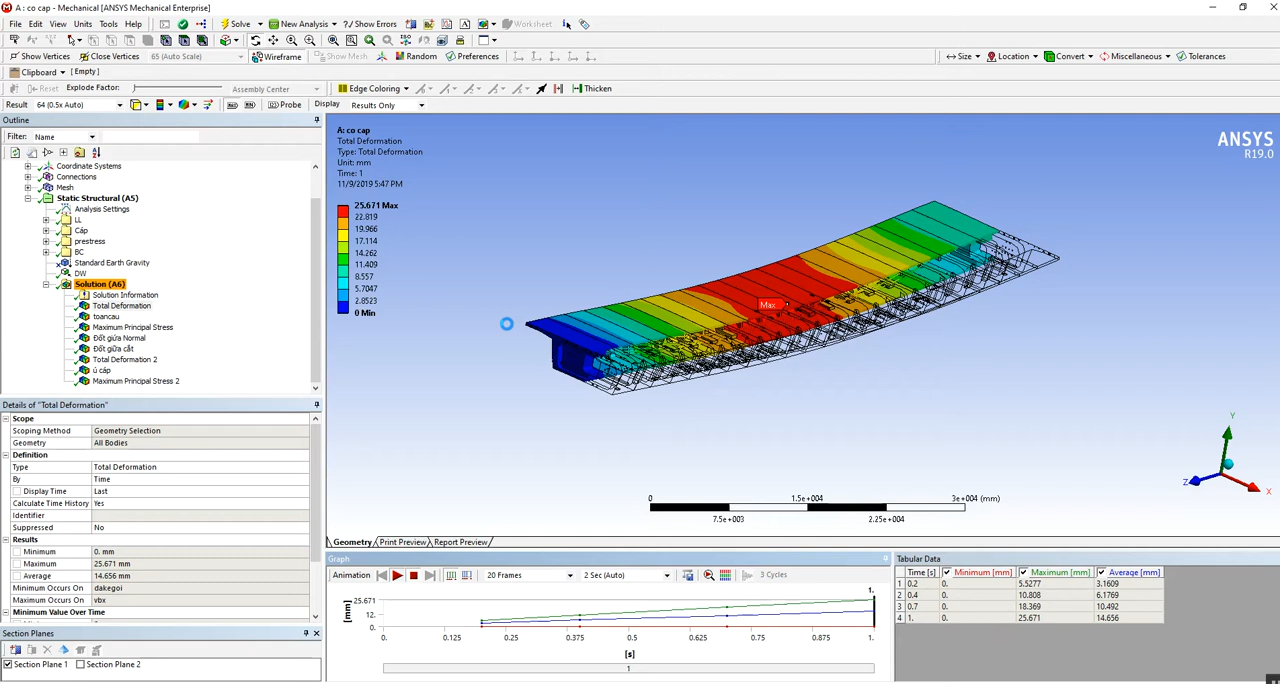 A : co cap - Mechanical [ANSYS Mechanical Enterprise]
File Edit View Units Tools Help Solve New Analysis ?/ Show Errors Worksheet
Show Vertices Close Vertices 65 (Auto Scale) Wireframe Show Mesh Random Preferences Size Location Convert Miscellaneous Tolerances
Clipboard [ Empty ]
Reset Explode Factor: Assembly Center Edge Coloring Thicken
Result 64 (0.5x Auto) Probe Display Results Only
Outline
Filter: Name
Coordinate Systems
Connections
Mesh
Static Structural (A5)
Analysis Settings
LL
Cáp
prestress
BC
Standard Earth Gravity
DW
Solution (A6)
Solution Information
Total Deformation
toancau
Maximum Principal Stress
Đốt giứa Normal
Đốt giữa cắt
Total Deformation 2
ủ cáp
Maximum Principal Stress 2
Details of "Total Deformation"
Scope
Scoping Method Geometry Selection
Geometry All Bodies
Definition
Type Total Deformation
By Time
Display Time Last
Calculate Time History Yes
Identifier
Suppressed No
Results
Minimum 0. mm
Maximum 25.671 mm
Average 14.656 mm
Minimum Occurs On dakegoi
Maximum Occurs On vbx
Minimum Value Over Time
Section Planes
Section Plane 1 Section Plane 2
A: co cap
Total Deformation
Type: Total Deformation
Unit: mm
Time: 1
11/9/2019 5:47 PM
25.671 Max
22.819
19.966
17.114
14.262
11.409
8.557
5.7047
2.8523
0 Min
Max
ANSYS
R19.0
Y
Z
X
0 1.5e+004 3e+004 (mm)
7.5e+003 2.25e+004
Geometry Print Preview Report Preview
Graph
Animation 20 Frames 2 Sec (Auto) 3 Cycles
[mm]
25.671
12.
0.
1.
0. 0.125 0.25 0.375 0.5 0.625 0.75 0.875 1.
[s]
1
Tabular Data
Time [s] Minimum [mm] Maximum [mm] Average [mm]
1 0.2 0. 5.5277 3.1609
2 0.4 0. 10.808 6.1769
3 0.7 0. 18.369 10.492
4 1. 0. 25.671 14.656